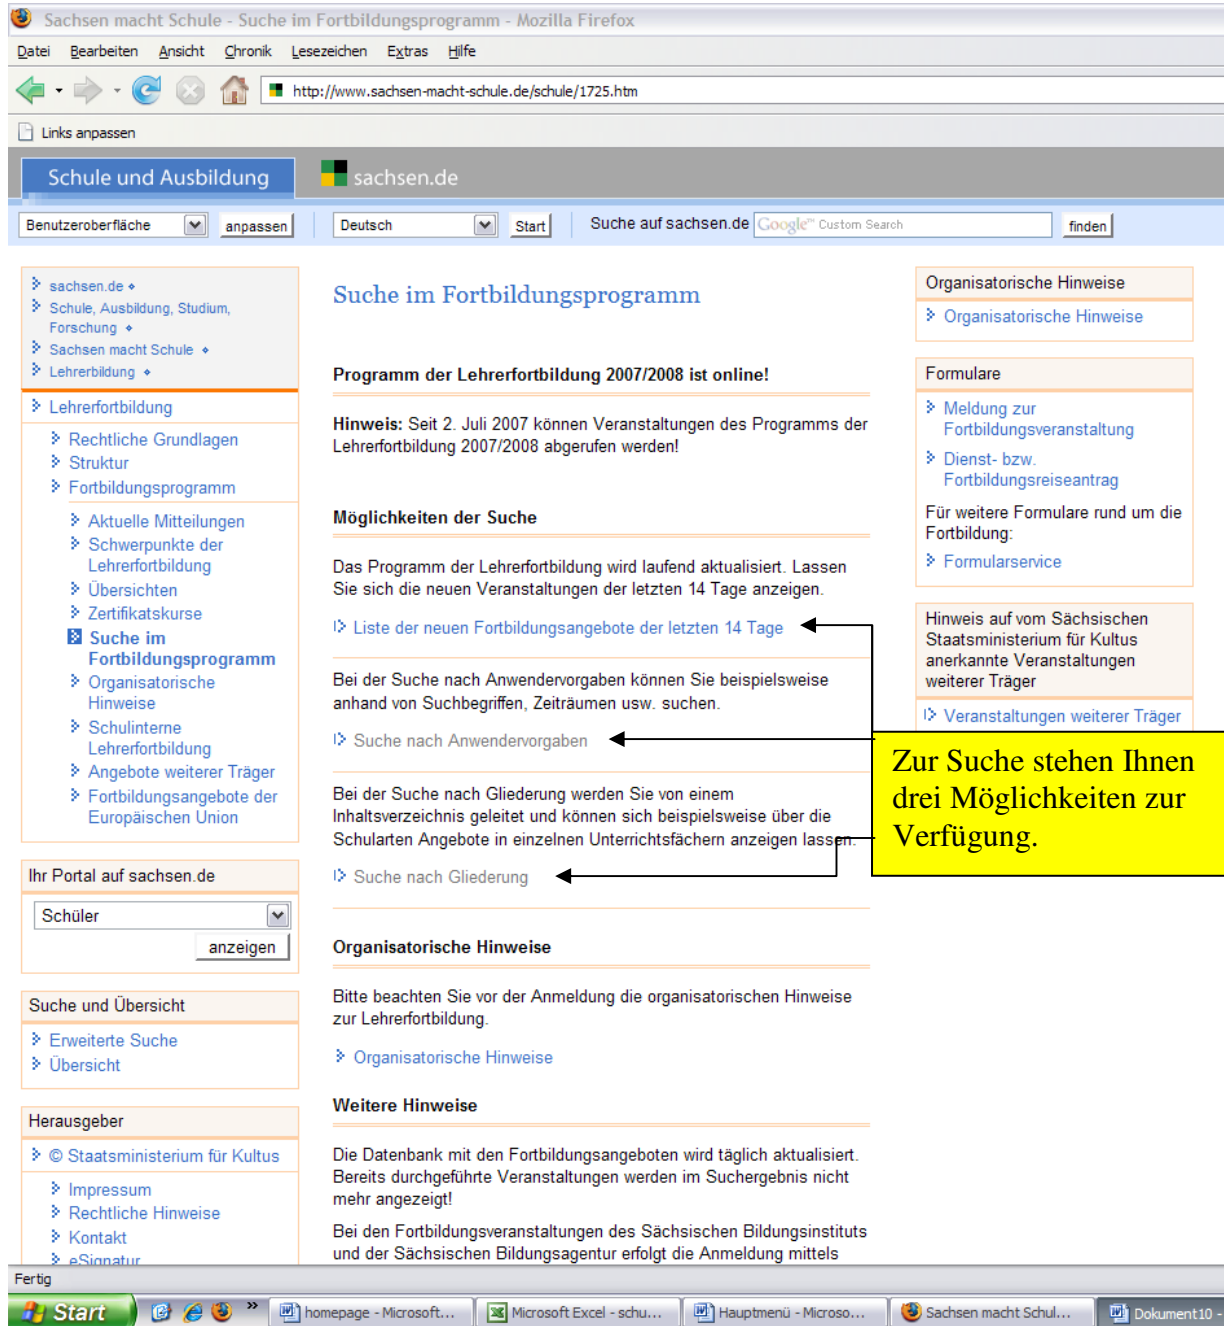 Sachsen macht Schule - Suche im Fortbildungsprogramm - Mozilla Firefox
Datei Bearbeiten Ansicht Chronik Lesezeichen Extras Hilfe
http://www.sachsen-macht-schule.de/schule/1725.htm
Links anpassen
Schule und Ausbildung
sachsen.de
Benutzeroberfläche anpassen Deutsch Start Suche auf sachsen.de Google™ Custom Search finden
sachsen.de
Schule, Ausbildung, Studium,
Forschung
Sachsen macht Schule
Lehrerbildung
Lehrerfortbildung
Rechtliche Grundlagen
Struktur
Fortbildungsprogramm
Aktuelle Mitteilungen
Schwerpunkte der
Lehrerfortbildung
Übersichten
Zertifikatskurse
Suche im
Fortbildungsprogramm
Organisatorische
Hinweise
Schulinterne
Lehrerfortbildung
Angebote weiterer Träger
Fortbildungsangebote der
Europäischen Union
Ihr Portal auf sachsen.de
Schüler
anzeigen
Suche und Übersicht
Erweiterte Suche
Übersicht
Herausgeber
© Staatsministerium für Kultus
Impressum
Rechtliche Hinweise
Kontakt
eSignatur
Suche im Fortbildungsprogramm
Programm der Lehrerfortbildung 2007/2008 ist online!
Hinweis: Seit 2. Juli 2007 können Veranstaltungen des Programms der
Lehrerfortbildung 2007/2008 abgerufen werden!
Möglichkeiten der Suche
Das Programm der Lehrerfortbildung wird laufend aktualisiert. Lassen
Sie sich die neuen Veranstaltungen der letzten 14 Tage anzeigen.
Liste der neuen Fortbildungsangebote der letzten 14 Tage
Bei der Suche nach Anwendervorgaben können Sie beispielsweise
anhand von Suchbegriffen, Zeiträumen usw. suchen.
Suche nach Anwendervorgaben
Bei der Suche nach Gliederung werden Sie von einem
Inhaltsverzeichnis geleitet und können sich beispielsweise über die
Schularten Angebote in einzelnen Unterrichtsfächern anzeigen lassen.
Suche nach Gliederung
Organisatorische Hinweise
Bitte beachten Sie vor der Anmeldung die organisatorischen Hinweise
zur Lehrerfortbildung.
Organisatorische Hinweise
Weitere Hinweise
Die Datenbank mit den Fortbildungsangeboten wird täglich aktualisiert.
Bereits durchgeführte Veranstaltungen werden im Suchergebnis nicht
mehr angezeigt!
Bei den Fortbildungsveranstaltungen des Sächsischen Bildungsinstituts
und der Sächsischen Bildungsagentur erfolgt die Anmeldung mittels
Organisatorische Hinweise
Organisatorische Hinweise
Formulare
Meldung zur
Fortbildungsveranstaltung
Dienst- bzw.
Fortbildungsreiseantrag
Für weitere Formulare rund um die
Fortbildung:
Formularservice
Hinweis auf vom Sächsischen
Staatsministerium für Kultus
anerkannte Veranstaltungen
weiterer Träger
Veranstaltungen weiterer Träger
Zur Suche stehen Ihnen
drei Möglichkeiten zur
Verfügung.
Fertig
Start » homepage - Microsoft... Microsoft Excel - schu... Hauptmenü - Microso... Sachsen macht Schul... Dokument10 -